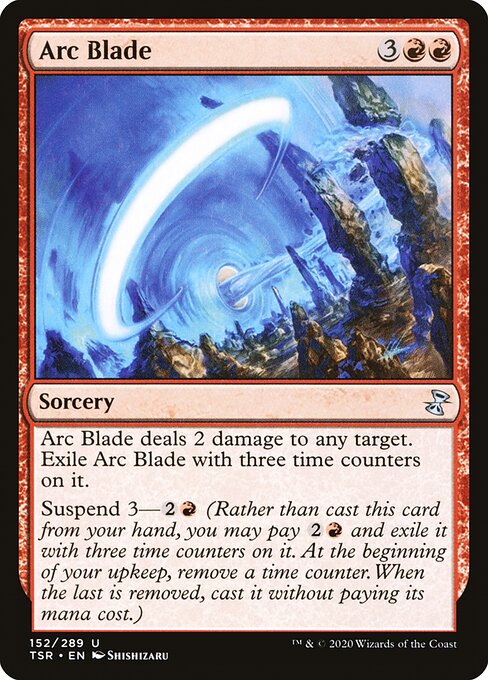 Arc Blade 3
Sorcery
Arc Blade deals 2 damage to any target.
Exile Arc Blade with three time counters
on it.
Suspend 3—2 (Rather than cast this card
from your hand, you may pay 2 and exile it
with three time counters on it. At the beginning
of your upkeep, remove a time counter. When
the last is removed, cast it without paying its
mana cost.)
152/289 U
TSR • EN Shishizaru
™ & © 2020 Wizards of the Coast